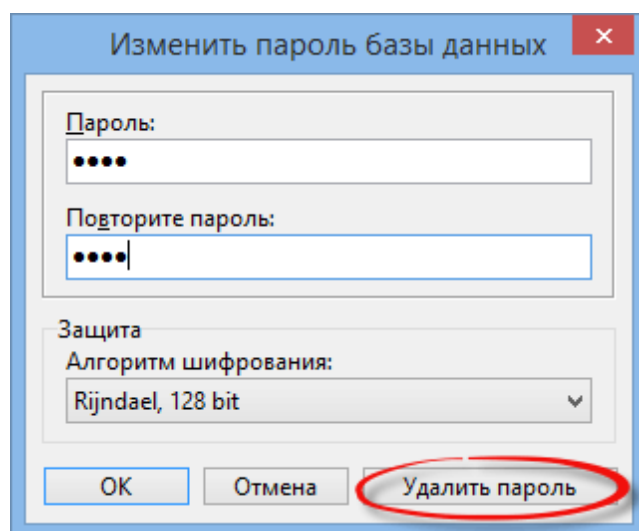 Изменить пароль базы данных
Пароль:
••••
Повторите пароль:
••••
Защита
Алгоритм шифрования:
Rijndael, 128 bit
OK Отмена Удалить пароль